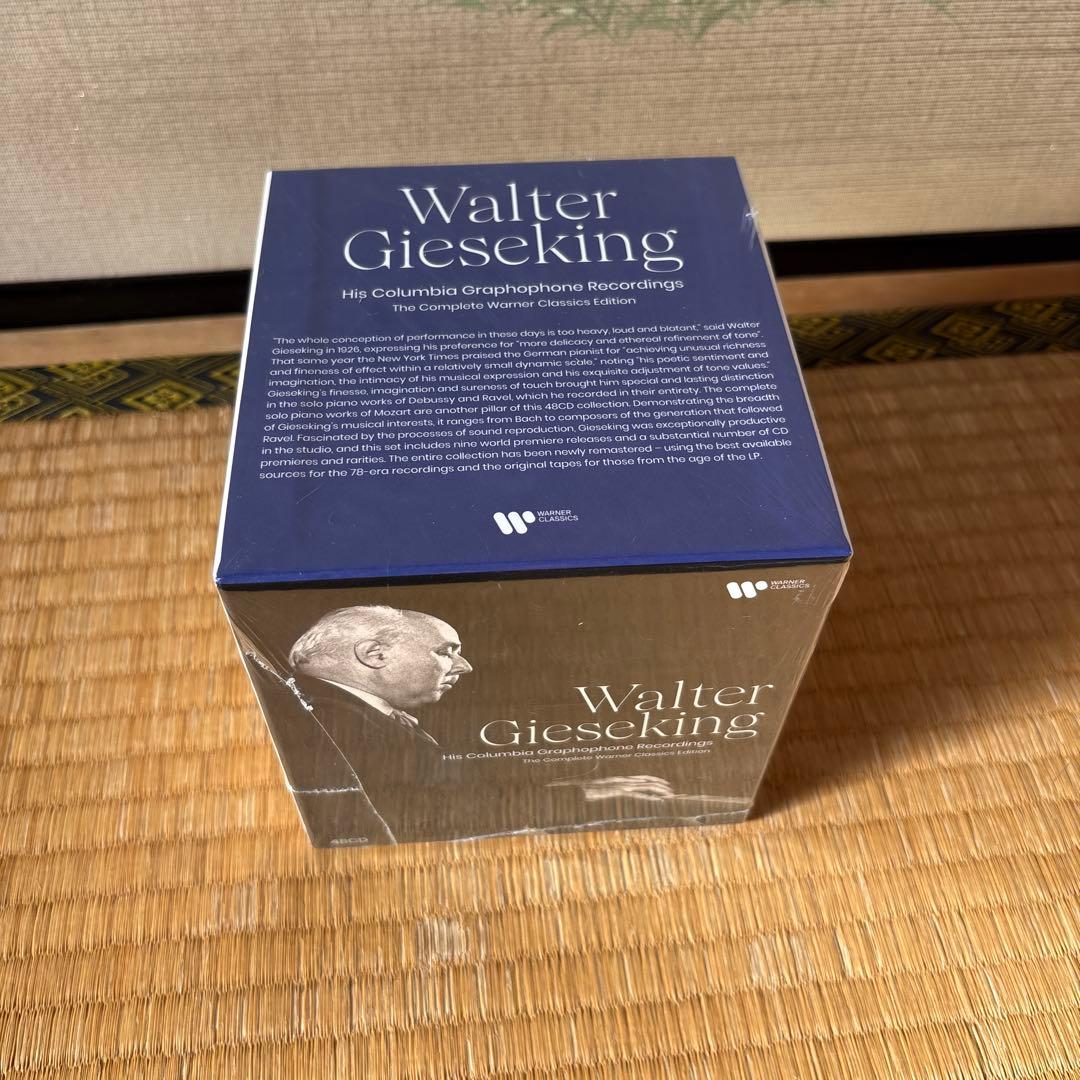 Walter
Gieseking
His Columbia Graphophone Recordings
The Complete Warner Classics Edition
"The whole conception of performance in these days is too heavy, loud and blatant," said Walter
Gieseking in 1926, expressing his preference for "more delicacy and ethereal refinement of tone".
That same year the New York Times praised the German pianist for "achieving unusual richness
and fineness of effect within a relatively small dynamic scale," noting "his poetic sentiment and
imagination, the intimacy of his musical expression and his exquisite adjustment of tone values."
Gieseking's finesse, imagination and sureness of touch brought him special and lasting distinction
in the solo piano works of Debussy and Ravel, which he recorded in their entirety. The complete
solo piano works of Mozart are another pillar of this 48CD collection. Demonstrating the breadth
of Gieseking's musical interests, it ranges from Bach to composers of the generation that followed
Ravel. Fascinated by the processes of sound reproduction, Gieseking was exceptionally productive
in the studio, and this set includes nine world premiere releases and a substantial number of CD
premieres and rarities. The entire collection has been newly remastered – using the best available
sources for the 78-era recordings and the original tapes for those from the age of the LP.
WARNER
CLASSICS
WARNER
CLASSICS
Walter
Gieseking
His Columbia Graphophone Recordings
The Complete Warner Classics Edition
48CD